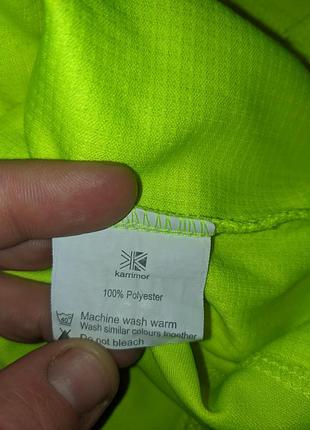 karrimor
100% Polyester
40
Machine wash warm
Wash similar colours together
Do not bleach